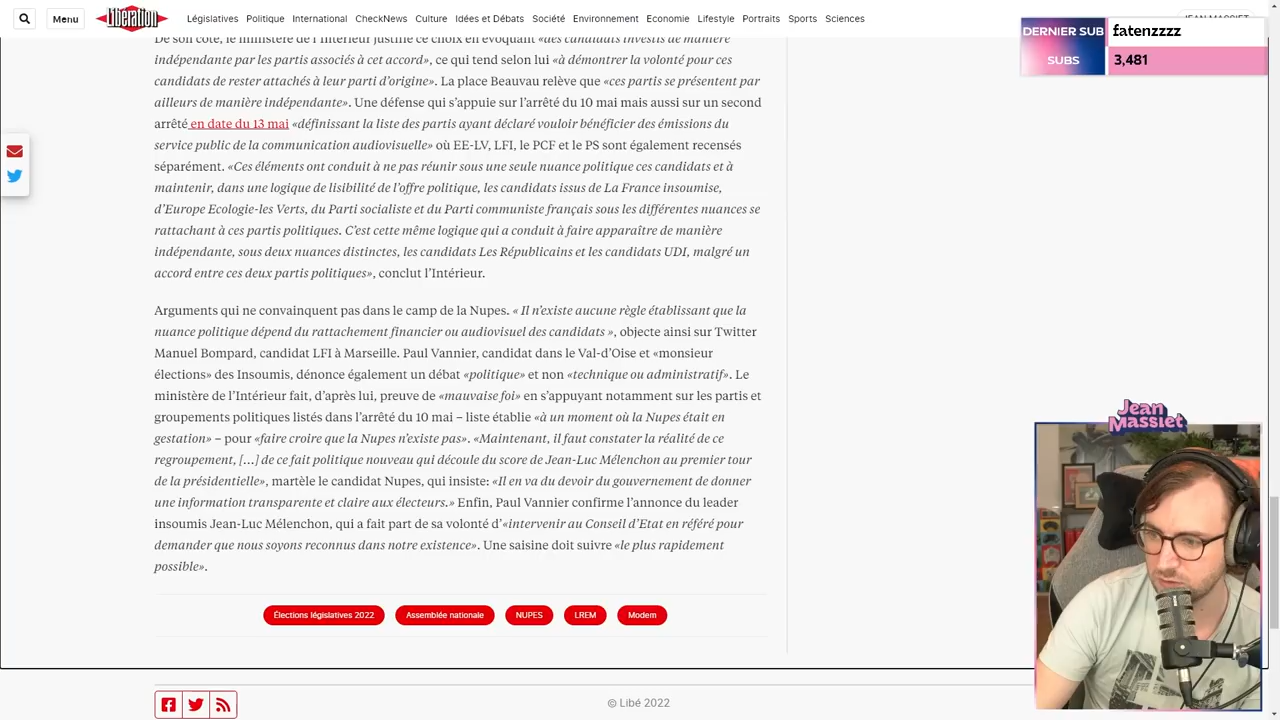 Menu
Libération
Législatives Politique International CheckNews Culture Idées et Débats Société Environnement Economie Lifestyle Portraits Sports Sciences
JEAN MASSIET
DERNIER SUB fatenzzzz
SUBS 3,481
De son côté, le ministère de l'Intérieur justifie ce choix en évoquant «des candidats investis de manière
indépendante par les partis associés à cet accord», ce qui tend selon lui «à démontrer la volonté pour ces
candidats de rester attachés à leur parti d'origine». La place Beauvau relève que «ces partis se présentent par
ailleurs de manière indépendante». Une défense qui s'appuie sur l'arrêté du 10 mai mais aussi sur un second
arrêté en date du 13 mai «définissant la liste des partis ayant déclaré vouloir bénéficier des émissions du
service public de la communication audiovisuelle» où EE-LV, LFI, le PCF et le PS sont également recensés
séparément. «Ces éléments ont conduit à ne pas réunir sous une seule nuance politique ces candidats et à
maintenir, dans une logique de lisibilité de l'offre politique, les candidats issus de La France insoumise,
d'Europe Ecologie-les Verts, du Parti socialiste et du Parti communiste français sous les différentes nuances se
rattachant à ces partis politiques. C'est cette même logique qui a conduit à faire apparaître de manière
indépendante, sous deux nuances distinctes, les candidats Les Républicains et les candidats UDI, malgré un
accord entre ces deux partis politiques», conclut l'Intérieur.
Arguments qui ne convainquent pas dans le camp de la Nupes. « Il n'existe aucune règle établissant que la
nuance politique dépend du rattachement financier ou audiovisuel des candidats », objecte ainsi sur Twitter
Manuel Bompard, candidat LFI à Marseille. Paul Vannier, candidat dans le Val-d'Oise et «monsieur
élections» des Insoumis, dénonce également un débat «politique» et non «technique ou administratif». Le
ministère de l'Intérieur fait, d'après lui, preuve de «mauvaise foi» en s'appuyant notamment sur les partis et
groupements politiques listés dans l'arrêté du 10 mai – liste établie «à un moment où la Nupes était en
gestation» – pour «faire croire que la Nupes n'existe pas». «Maintenant, il faut constater la réalité de ce
regroupement, [...] de ce fait politique nouveau qui découle du score de Jean-Luc Mélenchon au premier tour
de la présidentielle», martèle le candidat Nupes, qui insiste: «Il en va du devoir du gouvernement de donner
une information transparente et claire aux électeurs.» Enfin, Paul Vannier confirme l'annonce du leader
insoumis Jean-Luc Mélenchon, qui a fait part de sa volonté d'«intervenir au Conseil d'Etat en référé pour
demander que nous soyons reconnus dans notre existence». Une saisine doit suivre «le plus rapidement
possible».
Élections législatives 2022 Assemblée nationale NUPES LREM Modem
Jean
Massiet
© Libé 2022